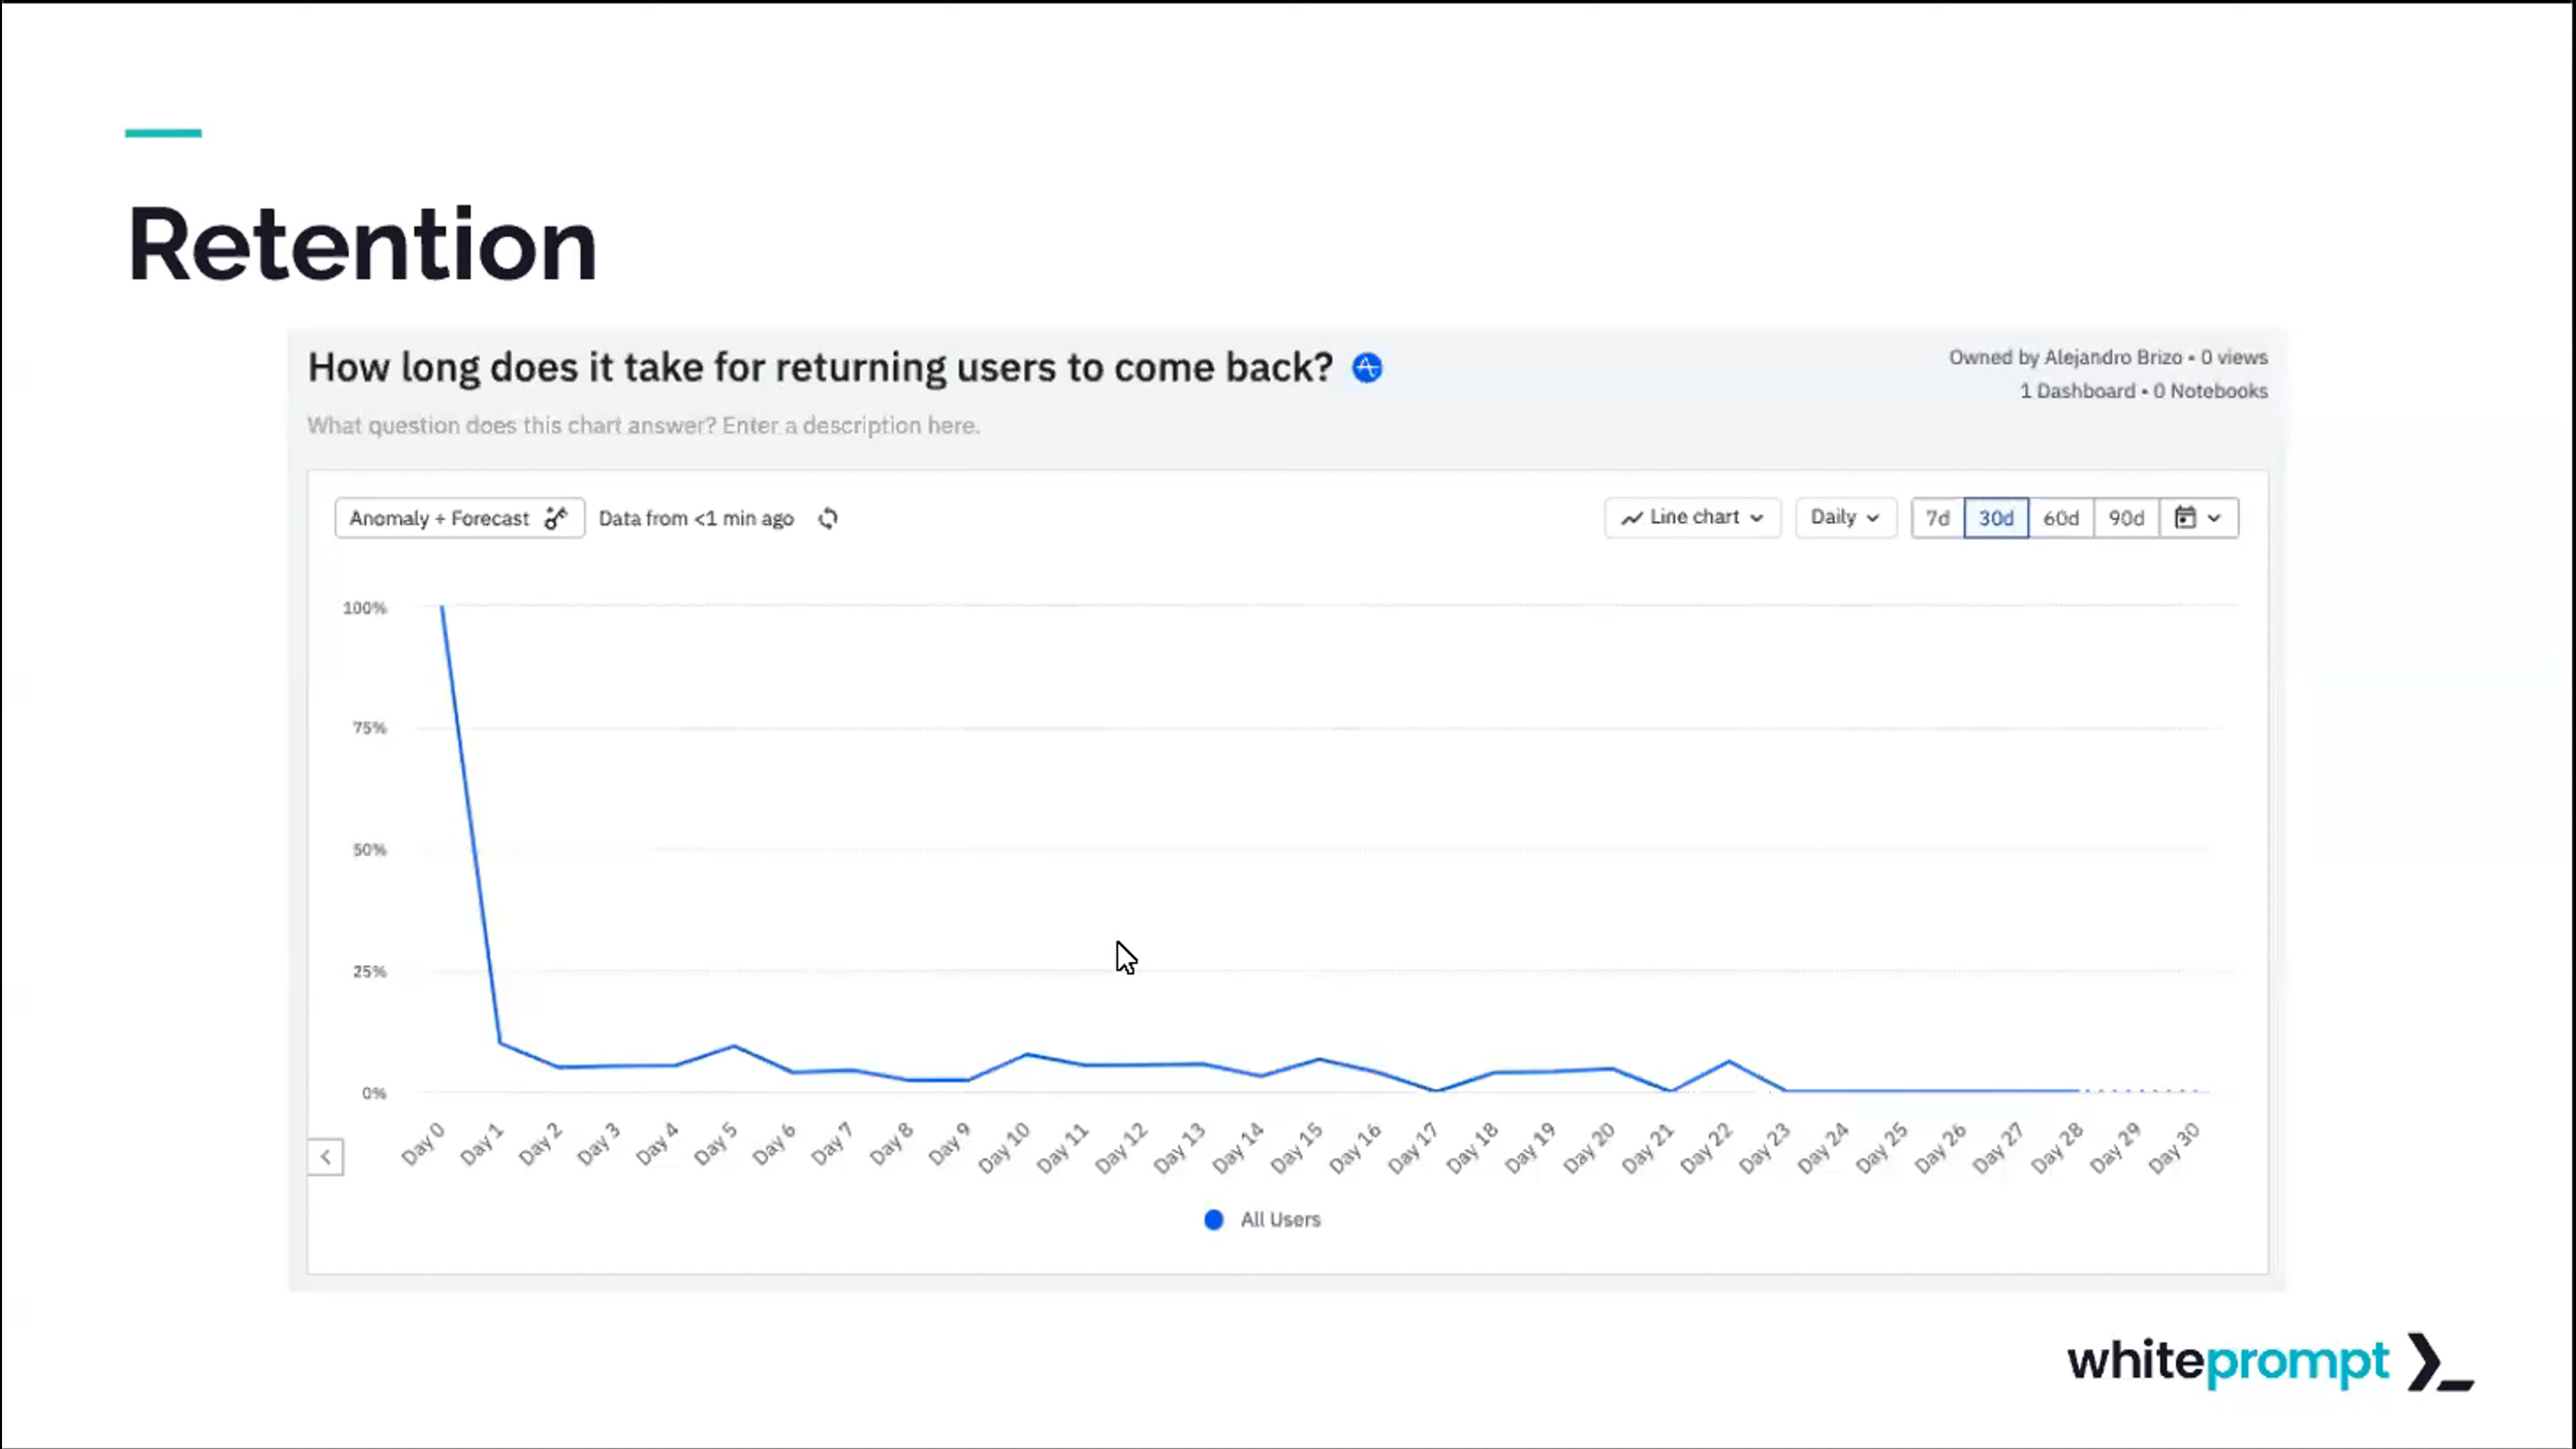 Retention
How long does it take for returning users to come back?
Owned by Alejandro Brizo • 0 views
1 Dashboard • 0 Notebooks
What question does this chart answer? Enter a description here.
Anomaly + Forecast
Data from <1 min ago
Line chart
Daily
7d
30d
60d
90d
100%
75%
50%
25%
0%
Day 0
Day 1
Day 2
Day 3
Day 4
Day 5
Day 6
Day 7
Day 8
Day 9
Day 10
Day 11
Day 12
Day 13
Day 14
Day 15
Day 16
Day 17
Day 18
Day 19
Day 20
Day 21
Day 22
Day 23
Day 24
Day 25
Day 26
Day 27
Day 28
Day 29
Day 30
All Users
whiteprompt